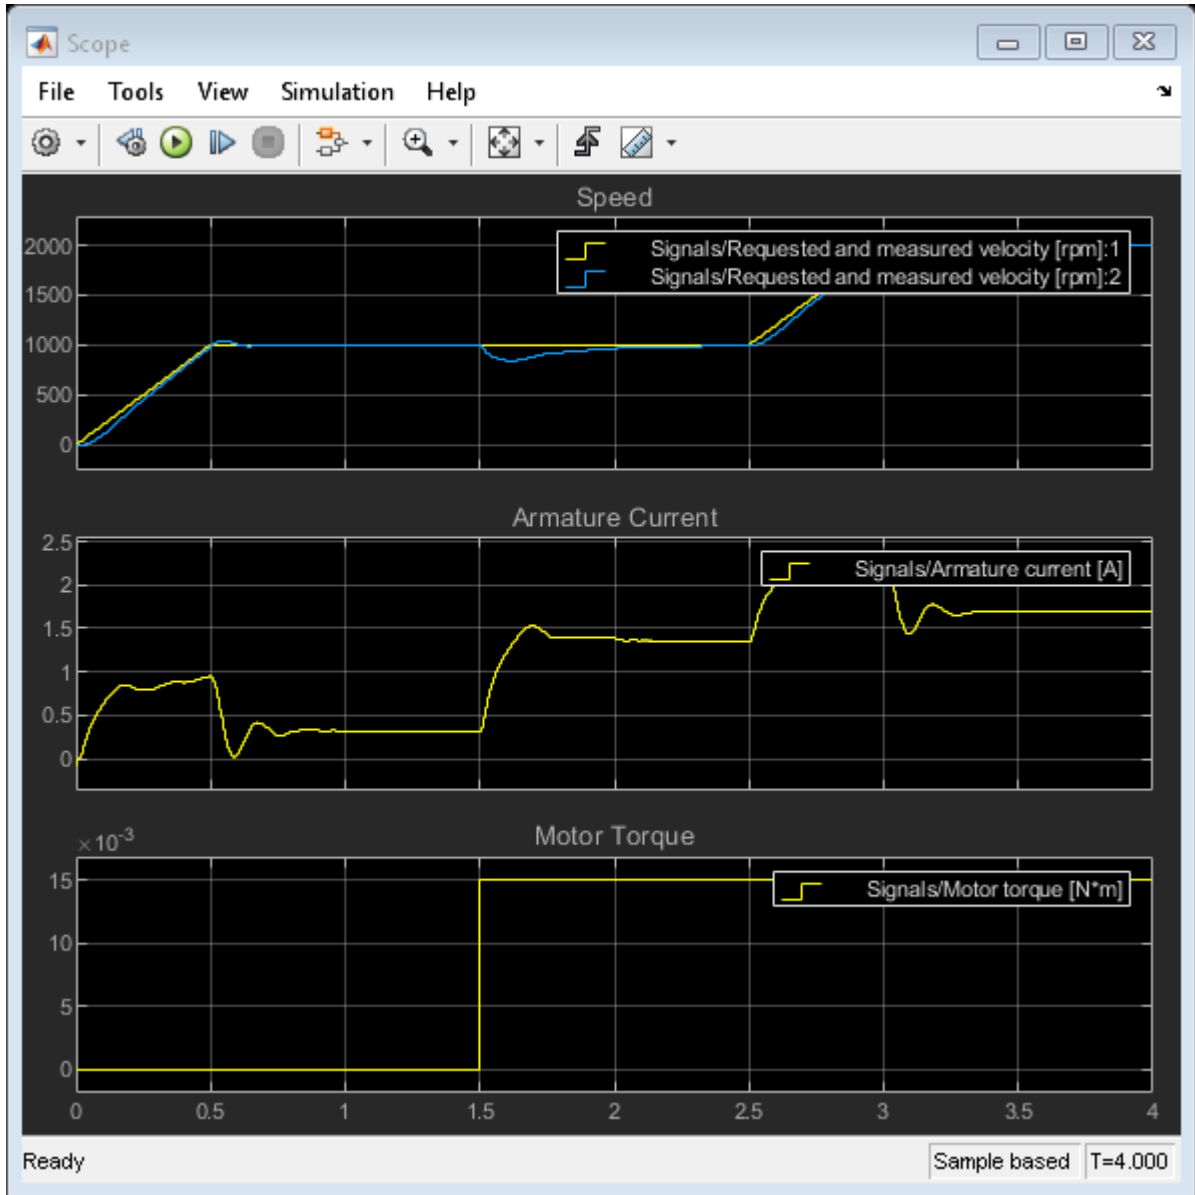 Scope
File Tools View Simulation Help
Speed
2000
1500
1000
500
0
Signals/Requested and measured velocity [rpm]:1
Signals/Requested and measured velocity [rpm]:2
Armature Current
2.5
2
1.5
1
0.5
0
Signals/Armature current [A]
Motor Torque
×10-3
15
10
5
0
Signals/Motor torque [N*m]
0 0.5 1 1.5 2 2.5 3 3.5 4
Ready Sample based T=4.000